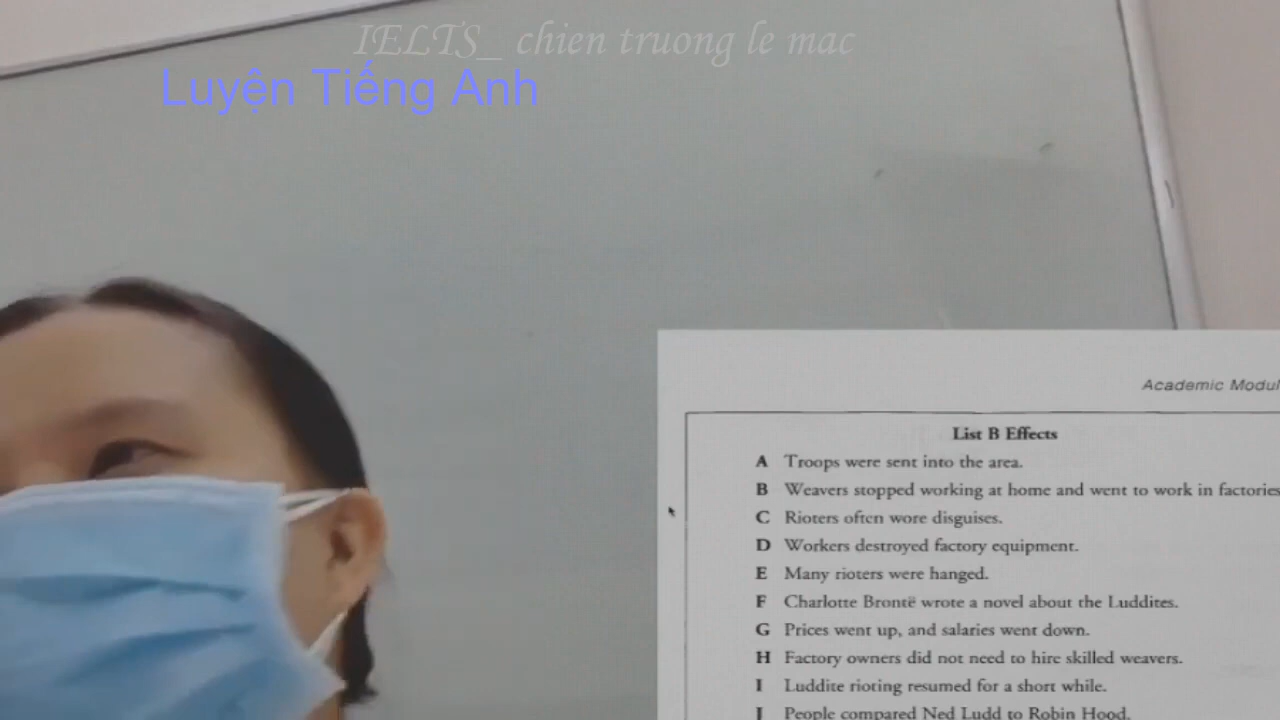 IELTS_ chien truong le mac
Luyện Tiếng Anh
Academic Modul
List B Effects
A Troops were sent into the area.
B Weavers stopped working at home and went to work in factories
C Rioters often wore disguises.
D Workers destroyed factory equipment.
E Many rioters were hanged.
F Charlotte Brontë wrote a novel about the Luddites.
G Prices went up, and salaries went down.
H Factory owners did not need to hire skilled weavers.
I Luddite rioting resumed for a short while.
J People compared Ned Ludd to Robin Hood.